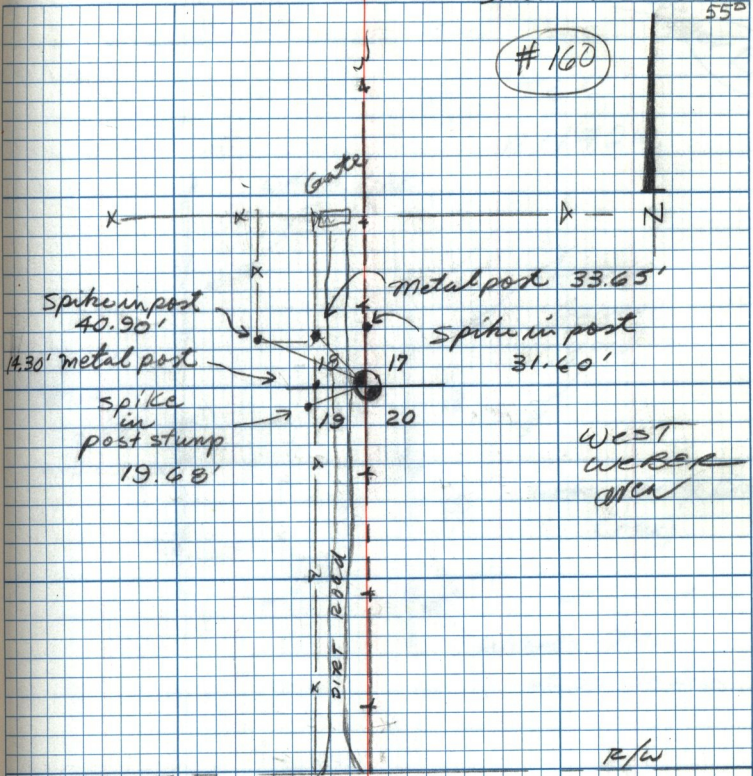 55°
# 160
N
Gate
Metal post 33.65'
Spike in post
40.90'
Spike in post
31.60'
14.30' metal post
18 17
19 20
spike
in
post stump
19.68'
WEST
WEBER
area
DIRT ROAD
R/W